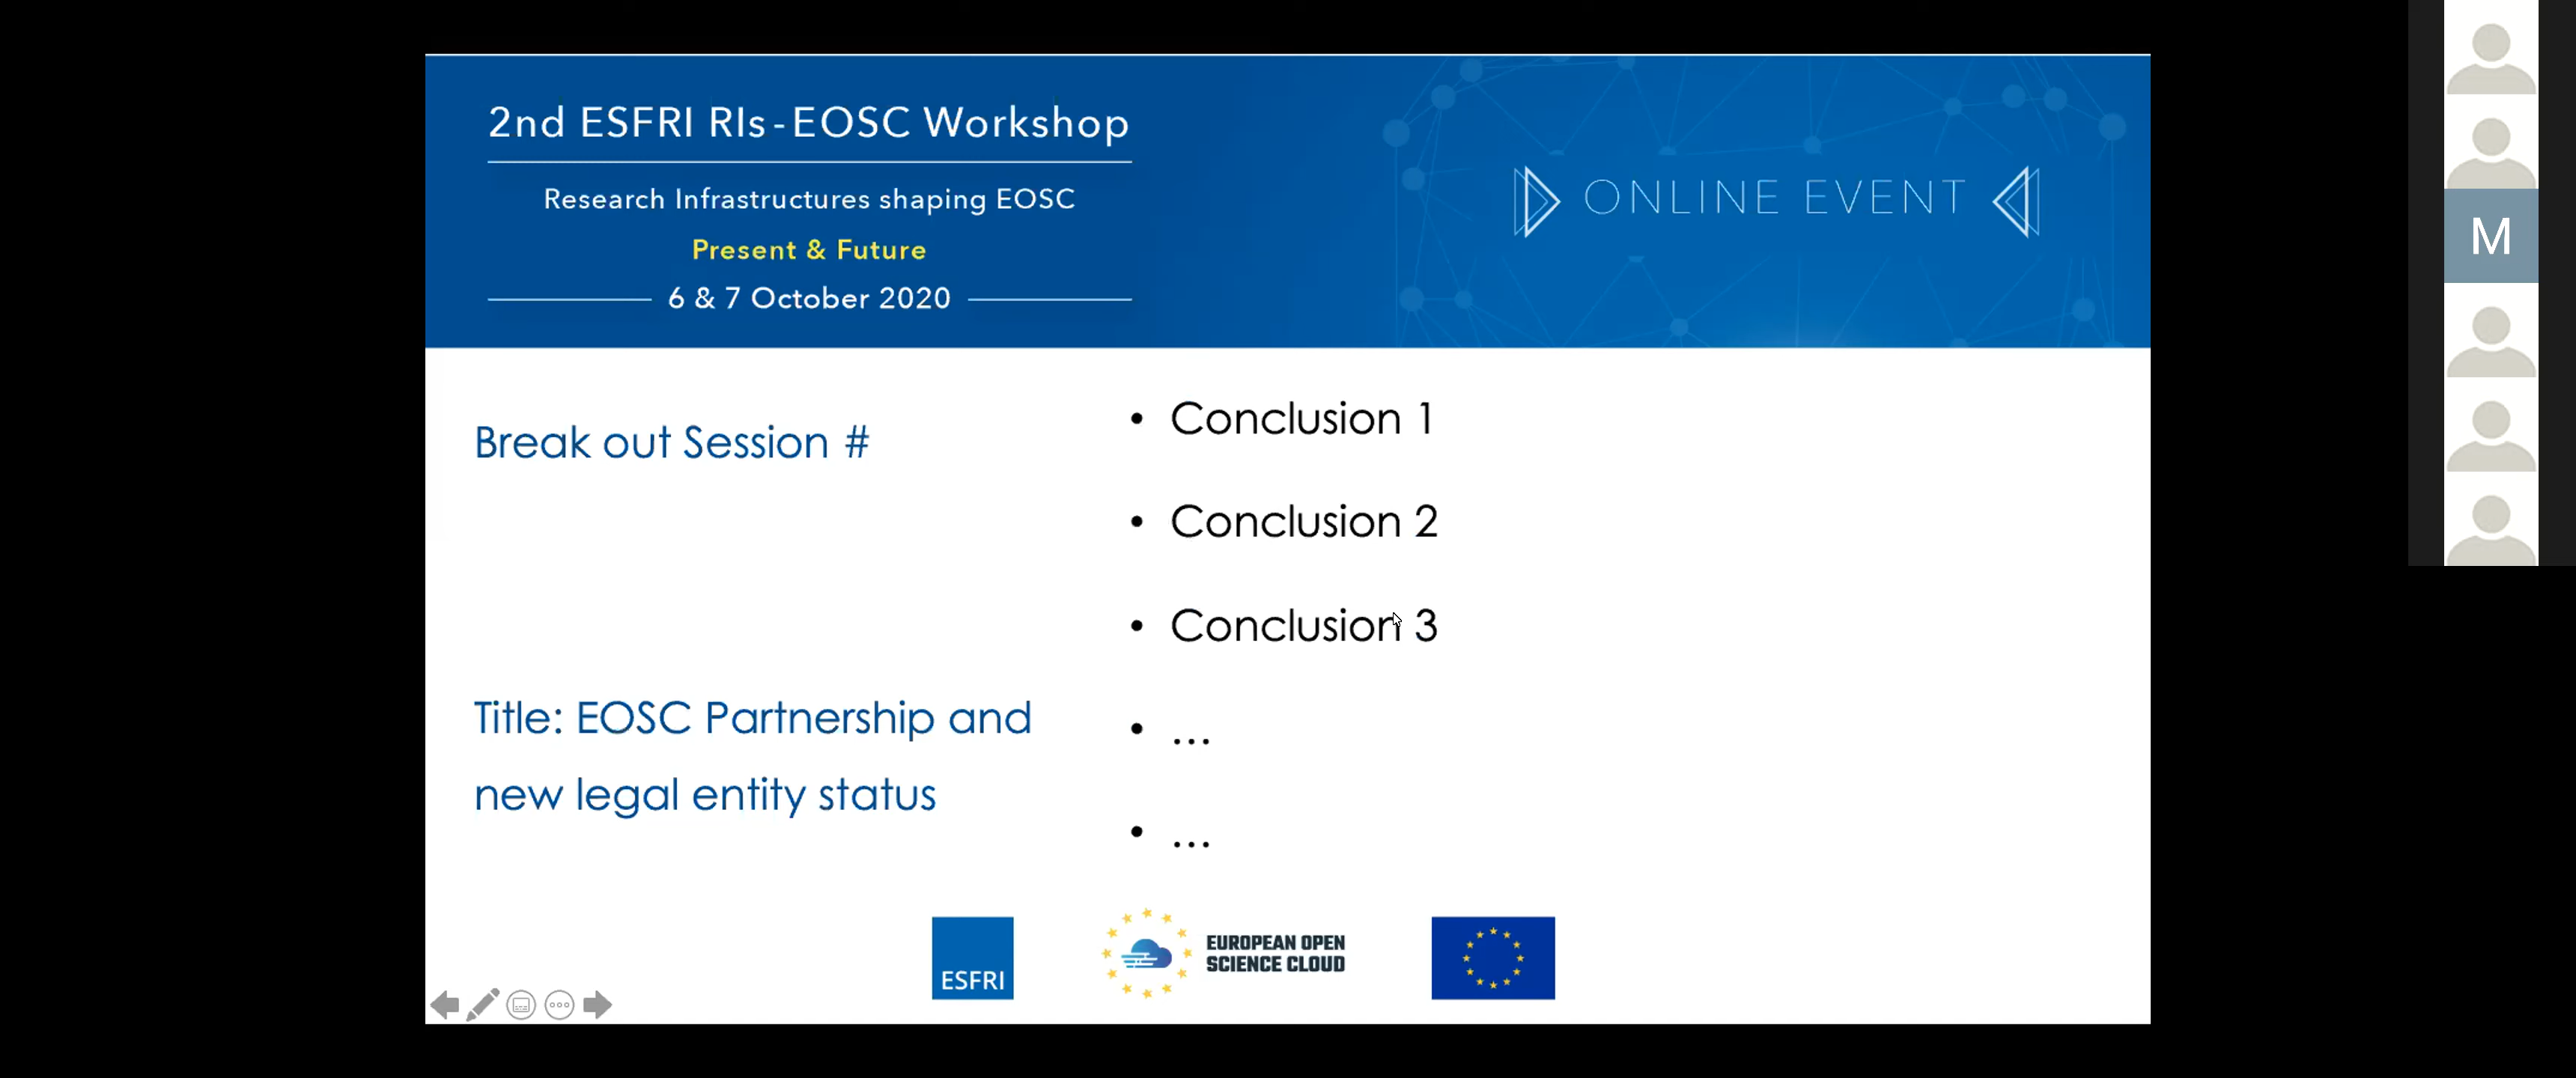 2nd ESFRI RIs - EOSC Workshop
Research Infrastructures shaping EOSC
Present & Future
6 & 7 October 2020
ONLINE EVENT
Break out Session #
Title: EOSC Partnership and
new legal entity status
• Conclusion 1
• Conclusion 2
• Conclusion 3
• ...
• ...
ESFRI
EUROPEAN OPEN
SCIENCE CLOUD
M